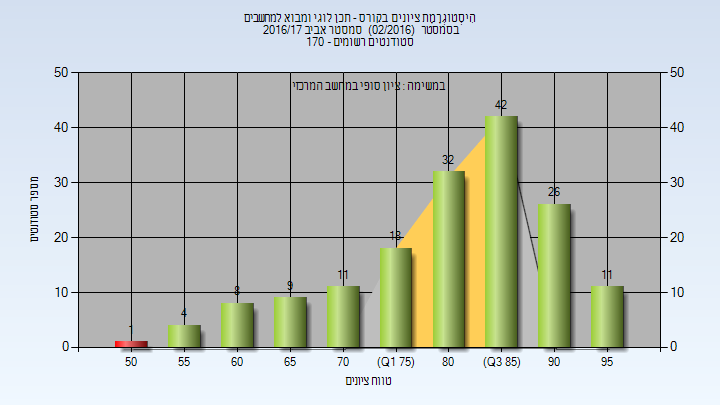 היסטוגרמת ציונים בקורס - תכן לוגי ומבוא למחשבים
בסמסטר (02/2016) סמסטר אביב 2016/17
סטודנטים רשומים - 170
במשימה : ציון סופי במחשב המרכזי
50 50
40 40
30 30
20 20
10 10
0 0
מספר סטודנטים
1 4 8 9 11 18 32 42 26 11
50 55 60 65 70 (Q1 75) 80 (Q3 85) 90 95
טווח ציונים